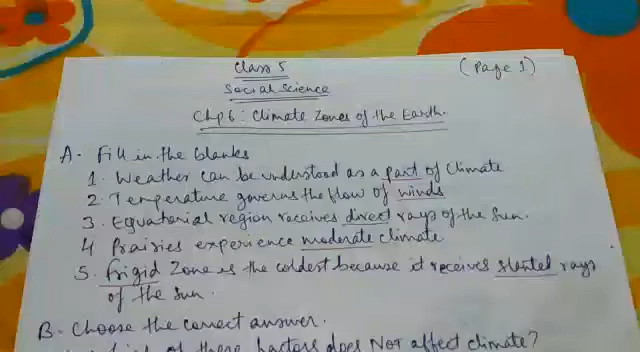 Class 5
(Page 1)
Social Science
Chp 6: Climate Zones of the Earth.
A- Fill in the blanks
1. Weather can be understood as a part of Climate
2. Temperature governs the flow of winds
3. Equatorial region receives direct rays of the Sun.
4 Prairies experience moderate climate
5. Frigid Zone is the coldest because it receives slanted rays
of the Sun.
B- Choose the correct answer.
of these factors does NOT affect climate?